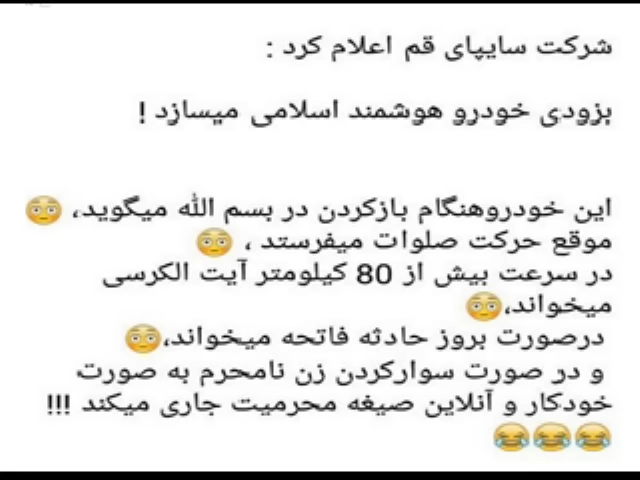 شرکت سایپای قم اعلام کرد :
بزودی خودرو هوشمند اسلامی میسازد !
این خودروهنگام بازکردن در بسم الله میگوید، 😳
موقع حرکت صلوات میفرستد ، 😳
در سرعت بیش از 80 کیلومتر آیت الکرسی
میخواند،😳
درصورت بروز حادثه فاتحه میخواند،😳
و در صورت سوارکردن زن نامحرم به صورت
خودکار و آنلاین صیغه محرمیت جاری میکند !!!
😂😂😂